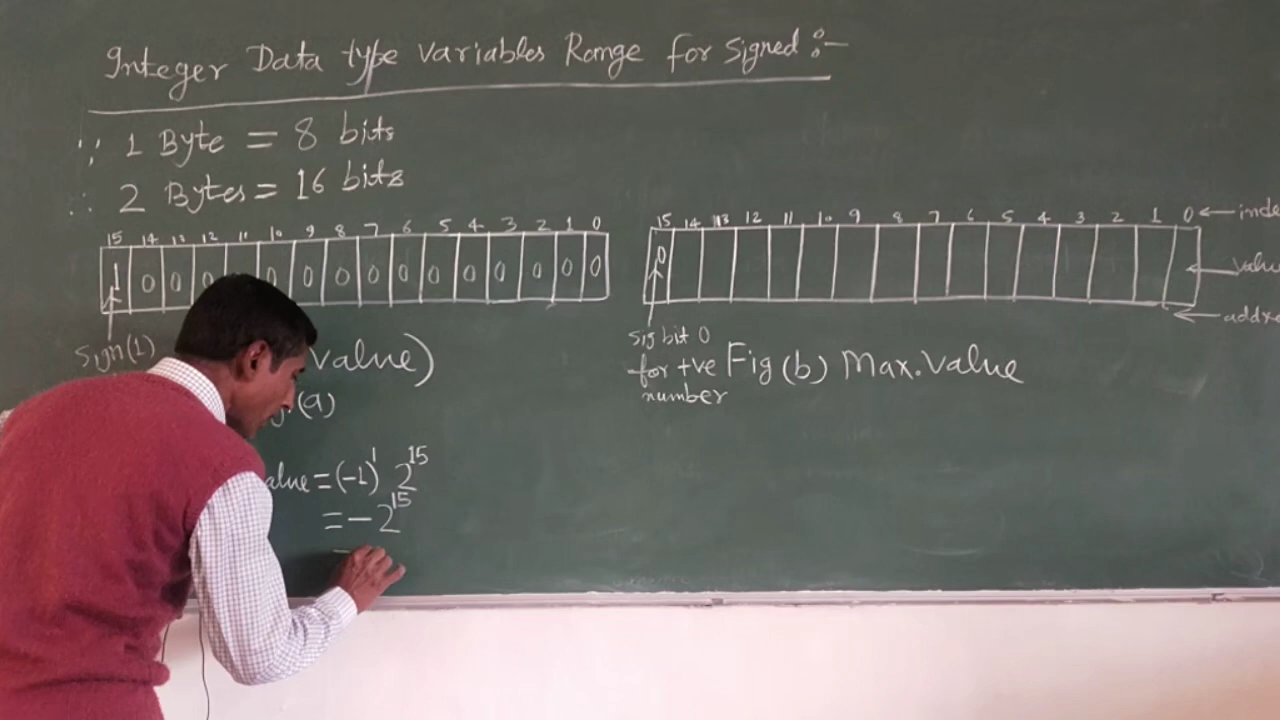 Integer Data type Variables Range for Signed :-
∵ 1 Byte = 8 bits
∴ 2 Bytes = 16 bits
15 14 13 12 11 10 9 8 7 6 5 4 3 2 1 0
1 0 0 0 0 0 0 0 0 0 0 0 0 0
Sign(1)
value)
(a)
= (-1)¹ 2¹⁵
= - 2¹⁵
15 14 13 12 11 10 9 8 7 6 5 4 3 2 1 0 ←
0
sig bit 0
for +ve
number
Fig (b) Max. Value